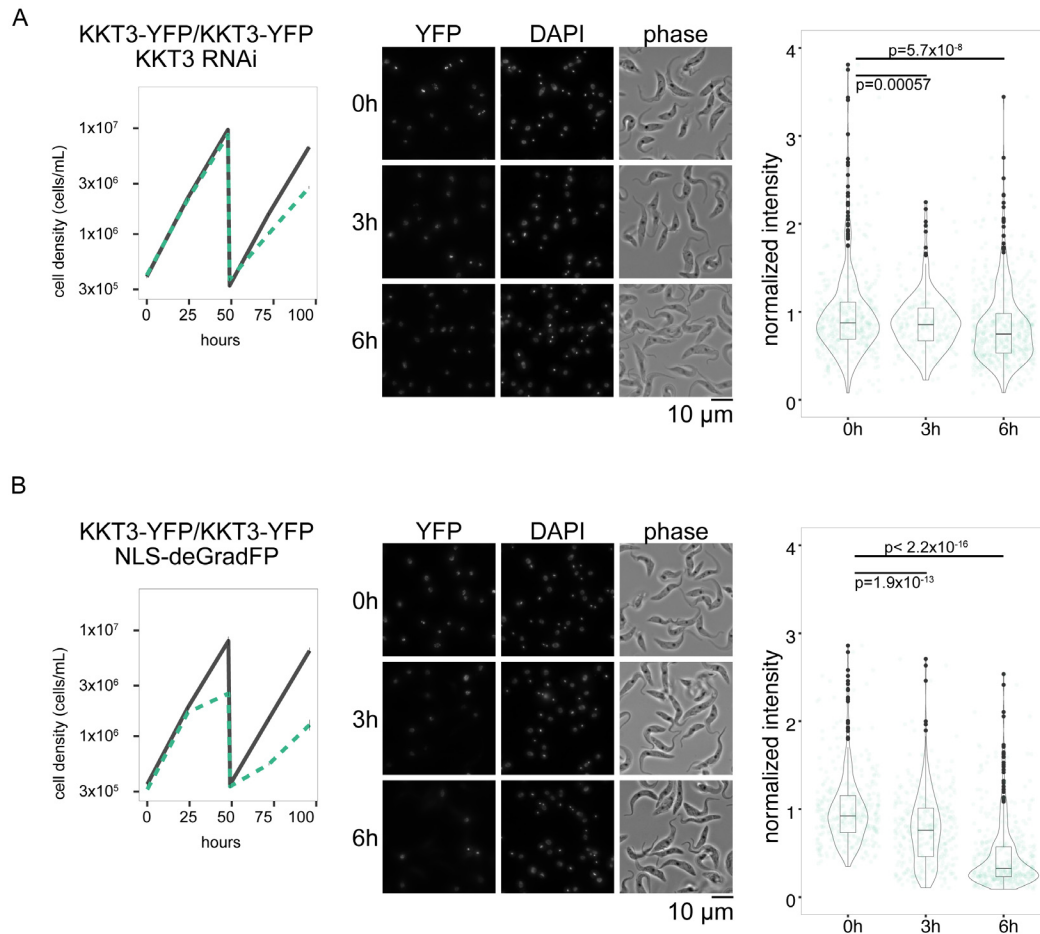 A
KKT3-YFP/KKT3-YFP
KKT3 RNAi
cell density (cells/mL)
1x10⁷
3x10⁶
1x10⁶
3x10⁵
0 25 50 75 100
hours
YFP DAPI phase
0h
3h
6h
10 µm
normalized intensity
4
3
2
1
0
p=5.7x10⁻⁸
p=0.00057
0h 3h 6h
B
KKT3-YFP/KKT3-YFP
NLS-deGradFP
cell density (cells/mL)
1x10⁷
3x10⁶
1x10⁶
3x10⁵
0 25 50 75 100
hours
YFP DAPI phase
0h
3h
6h
10 µm
normalized intensity
4
3
2
1
0
p< 2.2x10⁻¹⁶
p=1.9x10⁻¹³
0h 3h 6h